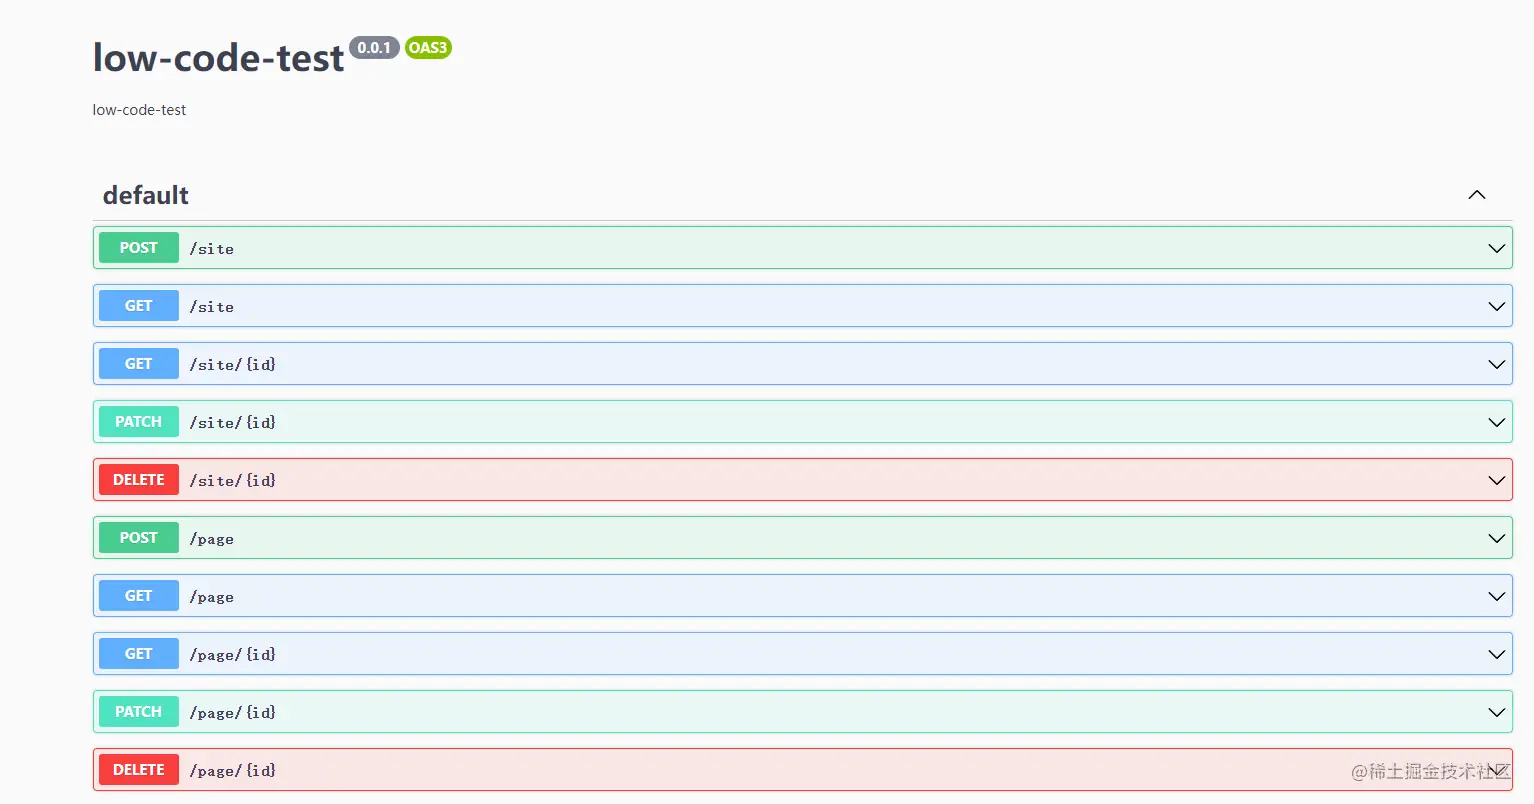 low-code-test 0.0.1 OAS3
low-code-test
default
POST /site
GET /site
GET /site/{id}
PATCH /site/{id}
DELETE /site/{id}
POST /page
GET /page
GET /page/{id}
PATCH /page/{id}
DELETE /page/{id}
@稀土掘金技术社区